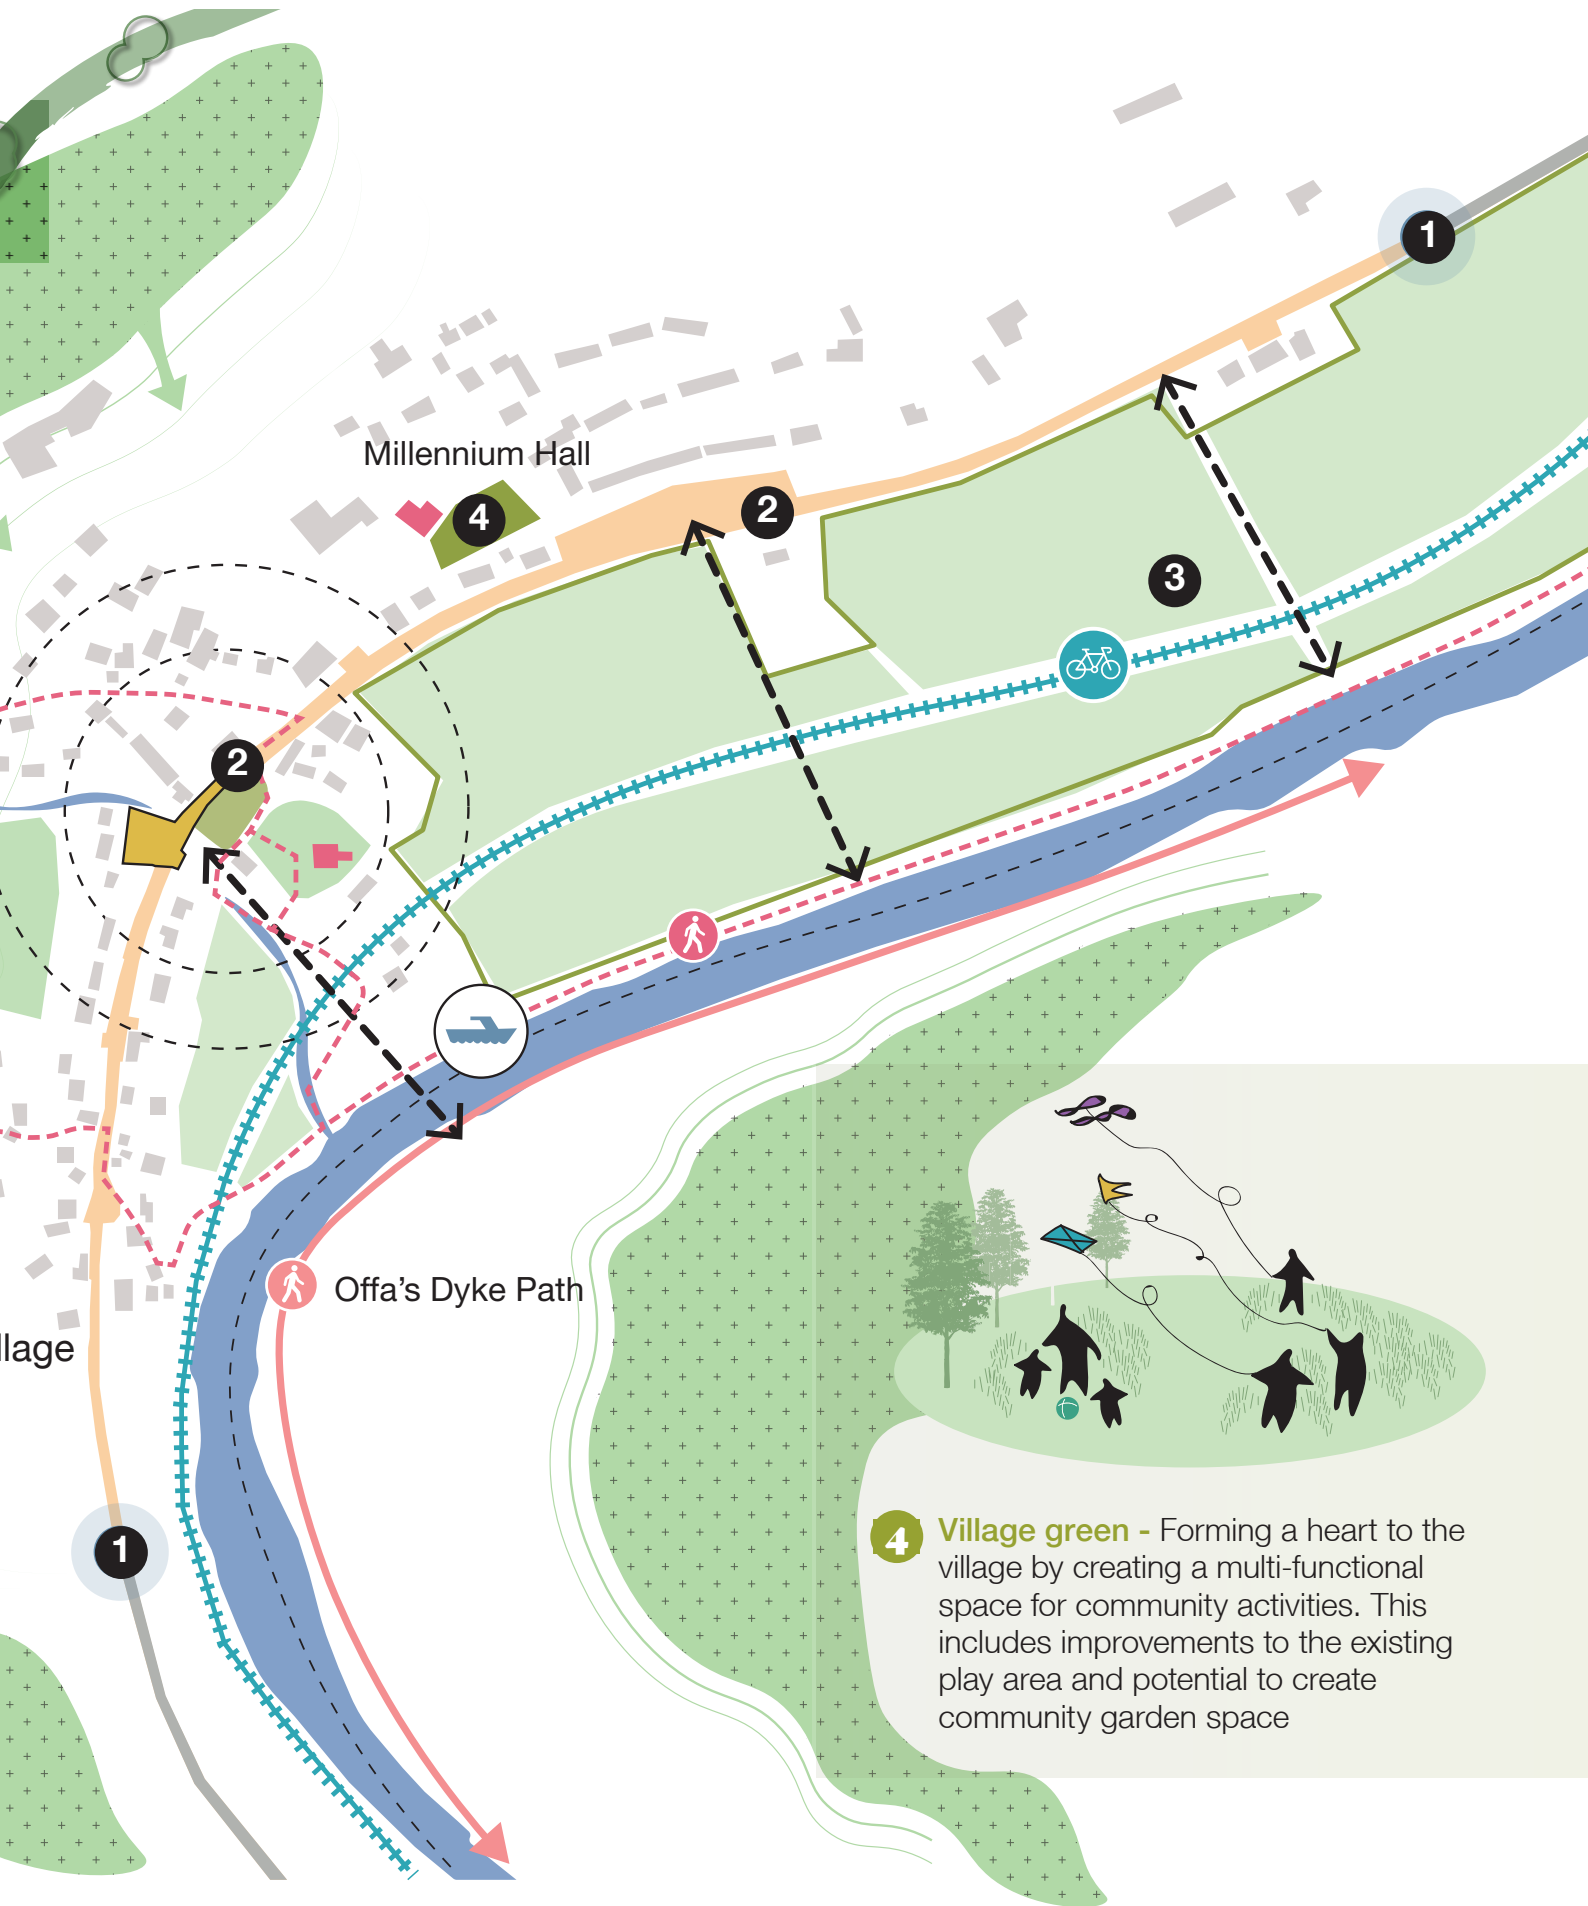 1
Millennium Hall
4
2
3
2
Offa's Dyke Path
llage
1
4 Village green - Forming a heart to the
village by creating a multi-functional
space for community activities. This
includes improvements to the existing
play area and potential to create
community garden space